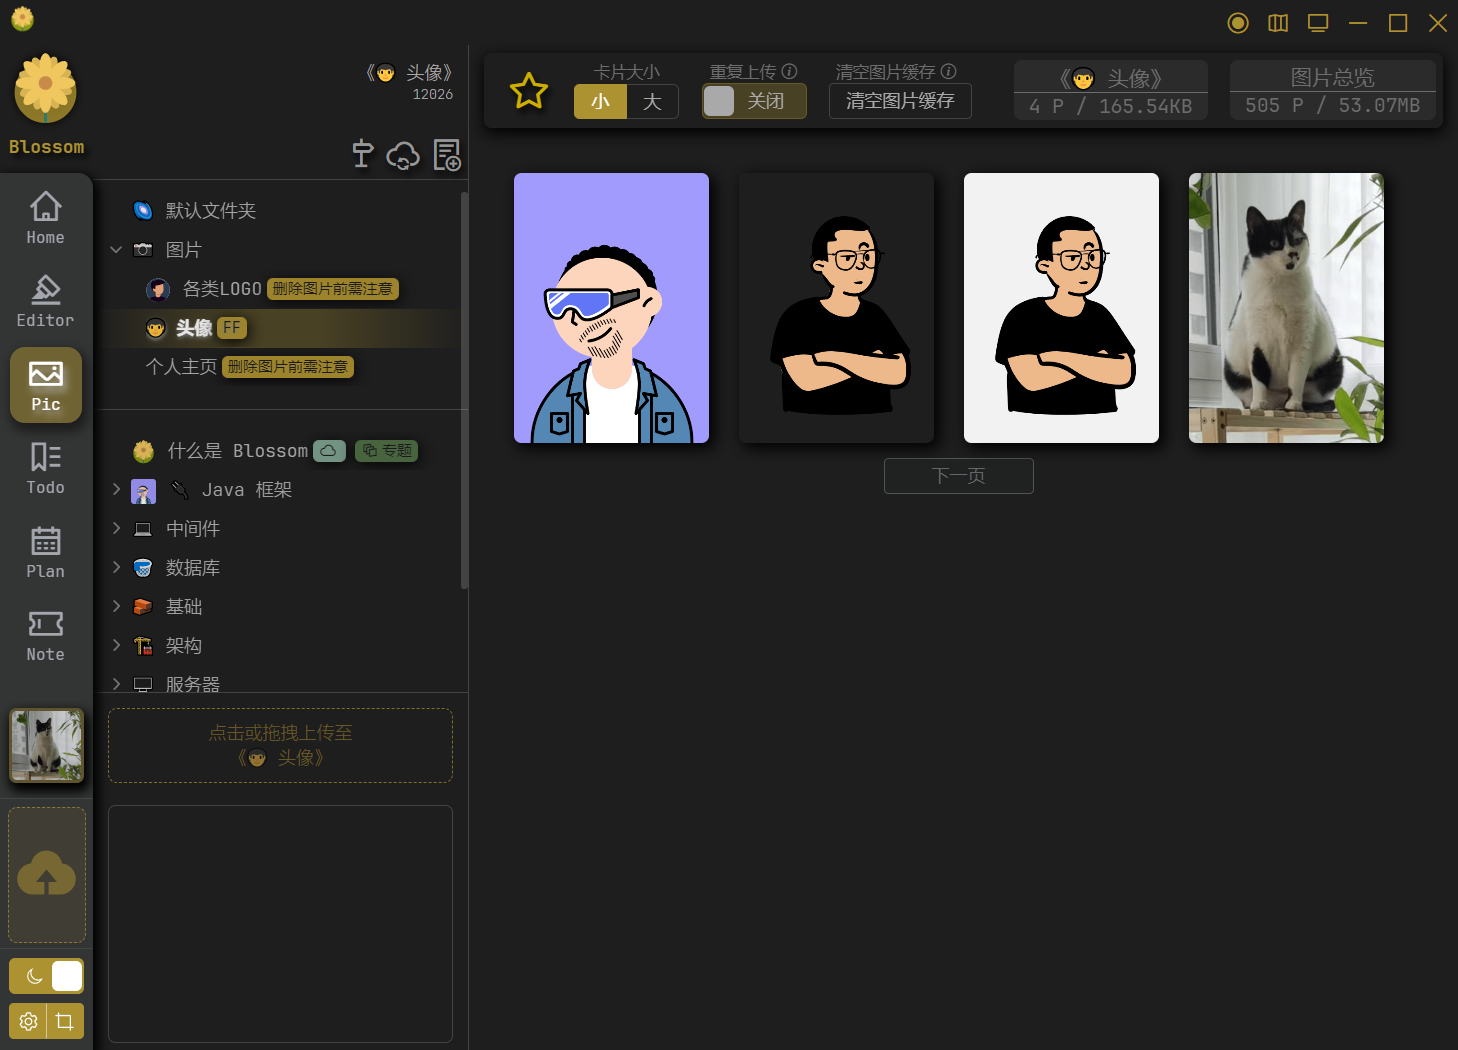 Blossom
《头像》
12026
Home
Editor
Pic
Todo
Plan
Note
默认文件夹
图片
各类LOGO 删除图片前需注意
头像 FF
个人主页 删除图片前需注意
什么是 Blossom 专题
Java 框架
中间件
数据库
基础
架构
服务器
点击或拖拽上传至
《头像》
卡片大小
小 大
重复上传
关闭
清空图片缓存
清空图片缓存
《头像》
4 P / 165.54KB
图片总览
505 P / 53.07MB
下一页